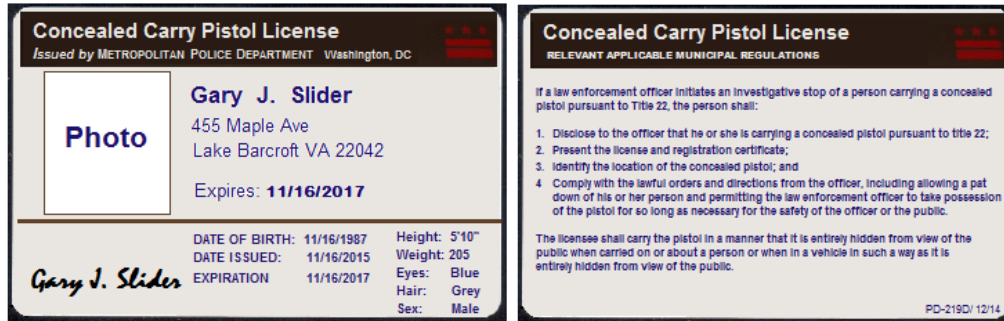 Concealed Carry Pistol License
Issued by METROPOLITAN POLICE DEPARTMENT Washington, DC
Photo
Gary J. Slider
455 Maple Ave
Lake Barcroft VA 22042
Expires: 11/16/2017
Gary J. Slider
DATE OF BIRTH: 11/16/1987
DATE ISSUED: 11/16/2015
EXPIRATION 11/16/2017
Height: 5'10"
Weight: 205
Eyes: Blue
Hair: Grey
Sex: Male
Concealed Carry Pistol License
RELEVANT APPLICABLE MUNICIPAL REGULATIONS
If a law enforcement officer initiates an investigative stop of a person carrying a concealed
pistol pursuant to Title 22, the person shall:
1. Disclose to the officer that he or she is carrying a concealed pistol pursuant to title 22;
2. Present the license and registration certificate;
3. Identify the location of the concealed pistol; and
4 Comply with the lawful orders and directions from the officer, including allowing a pat
down of his or her person and permitting the law enforcement officer to take possession
of the pistol for so long as necessary for the safety of the officer or the public.
The licensee shall carry the pistol in a manner that it is entirely hidden from view of the
public when carried on or about a person or when in a vehicle in such a way as it is
entirely hidden from view of the public.
PD-219D/ 12/14